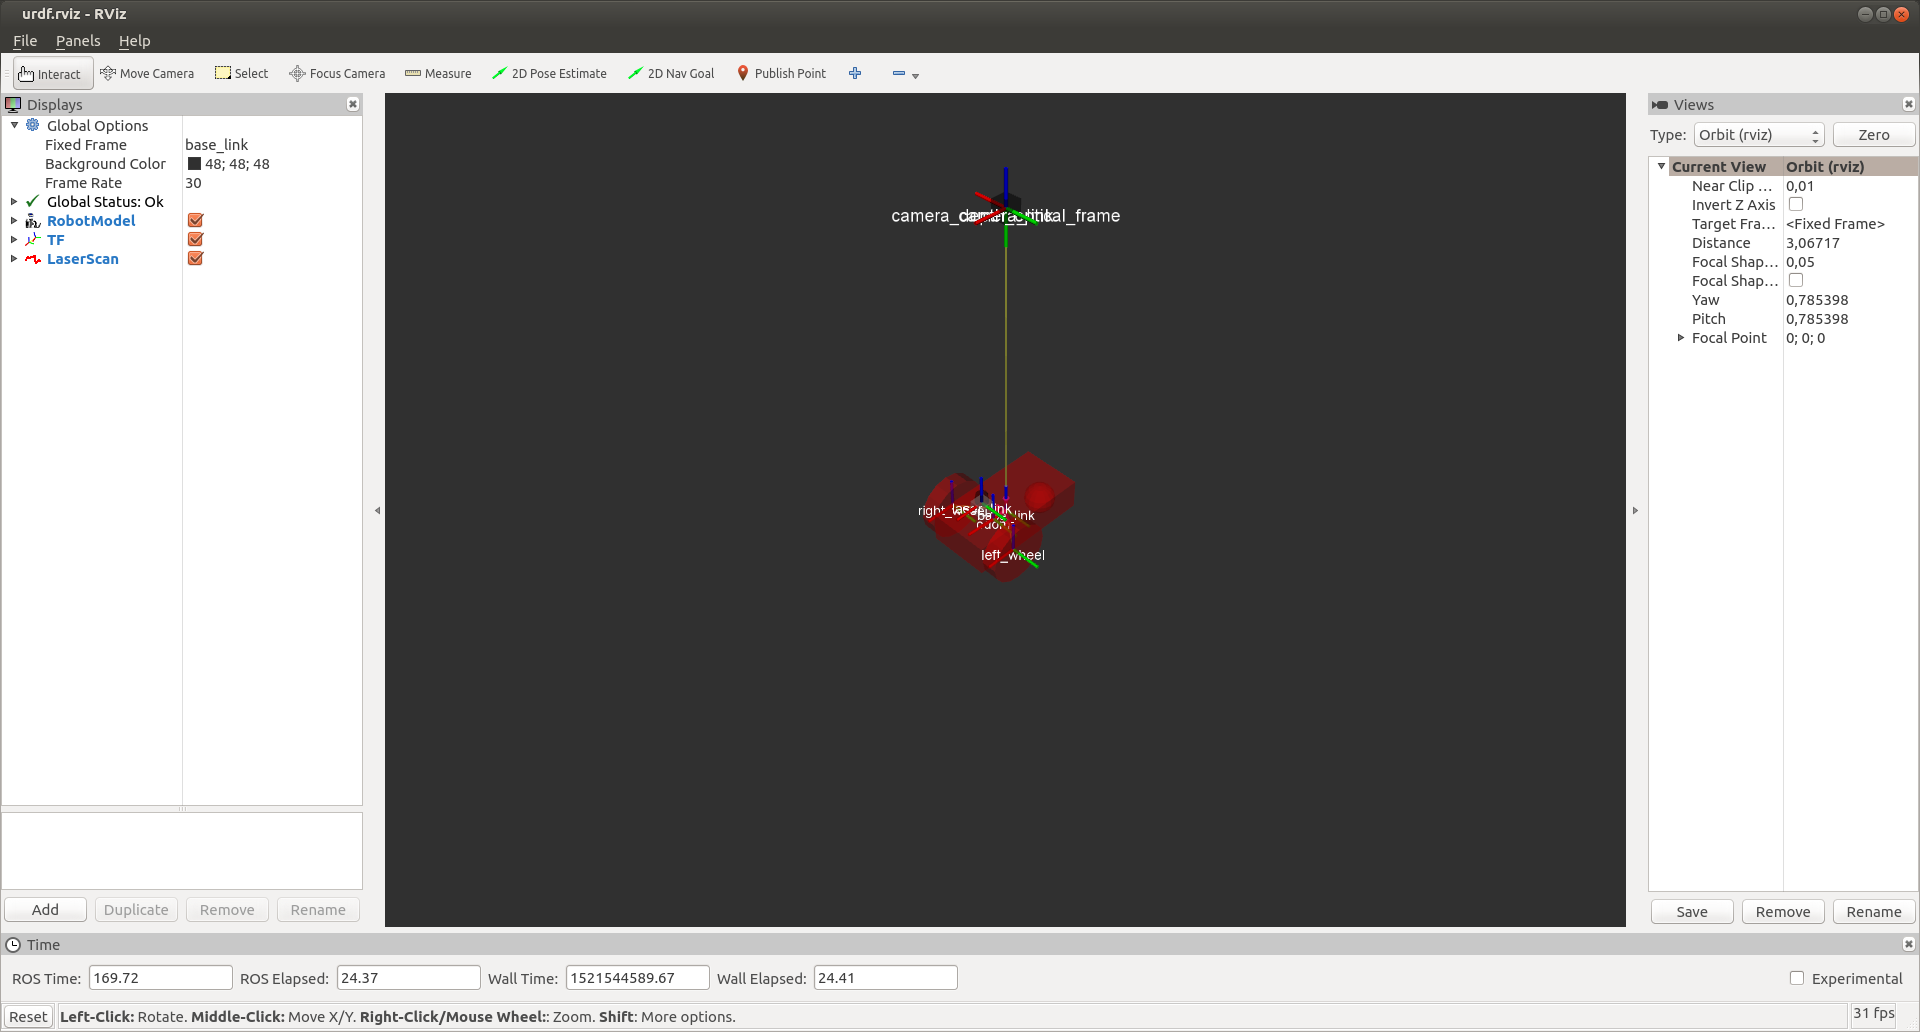 urdf.rviz - RViz
File Panels Help
Interact Move Camera Select Focus Camera Measure 2D Pose Estimate 2D Nav Goal Publish Point
Displays
Global Options
Fixed Frame base_link
Background Color 48; 48; 48
Frame Rate 30
Global Status: Ok
RobotModel
TF
LaserScan
Add Duplicate Remove Rename
left_wheel
Views
Type: Orbit (rviz) Zero
Current View Orbit (rviz)
Near Clip ... 0,01
Invert Z Axis
Target Fra... <Fixed Frame>
Distance 3,06717
Focal Shap... 0,05
Focal Shap...
Yaw 0,785398
Pitch 0,785398
Focal Point 0; 0; 0
Save Remove Rename
Time
ROS Time: 169.72 ROS Elapsed: 24.37 Wall Time: 1521544589.67 Wall Elapsed: 24.41 Experimental
Reset Left-Click: Rotate. Middle-Click: Move X/Y. Right-Click/Mouse Wheel:: Zoom. Shift: More options. 31 fps